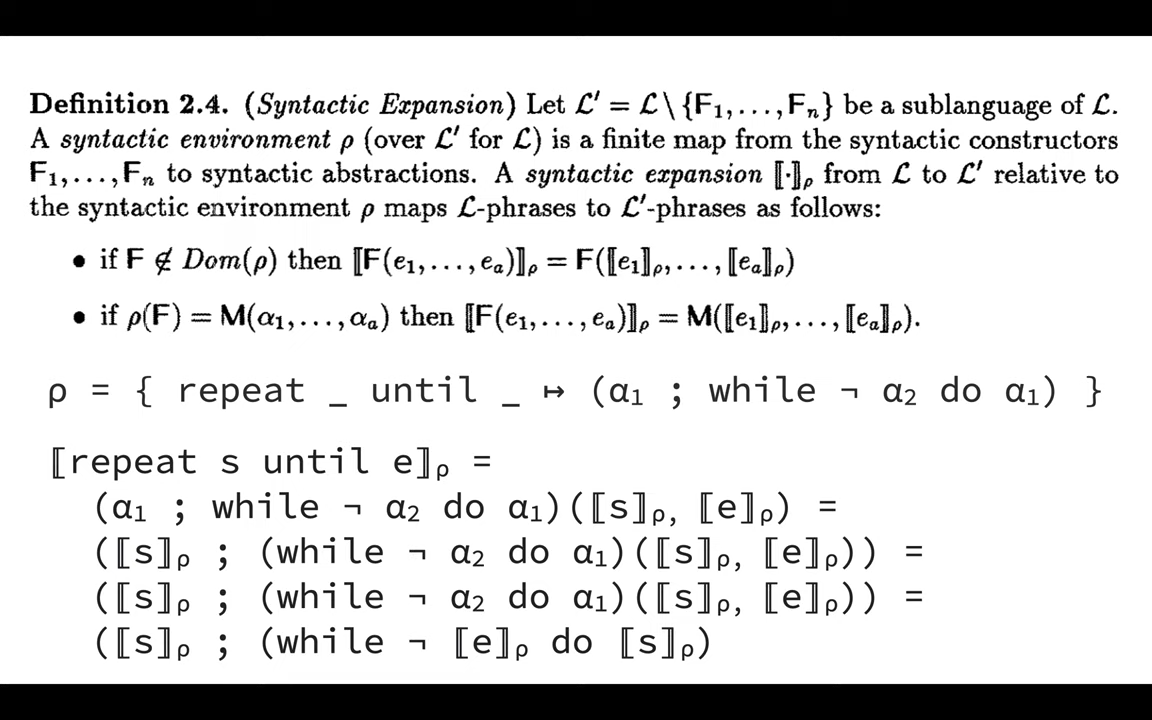 Definition 2.4. (Syntactic Expansion) Let ℒ′ = ℒ\{F₁,...,Fₙ} be a sublanguage of ℒ.
A syntactic environment ρ (over ℒ′ for ℒ) is a finite map from the syntactic constructors
F₁,...,Fₙ to syntactic abstractions. A syntactic expansion ⟦·⟧ρ from ℒ to ℒ′ relative to
the syntactic environment ρ maps ℒ-phrases to ℒ′-phrases as follows:
• if F ∉ Dom(ρ) then ⟦F(e₁,...,eₐ)⟧ρ = F(⟦e₁⟧ρ,...,⟦eₐ⟧ρ)
• if ρ(F) = M(α₁,...,αₐ) then ⟦F(e₁,...,eₐ)⟧ρ = M(⟦e₁⟧ρ,...,⟦eₐ⟧ρ).
ρ = { repeat _ until _ ↦ (α₁ ; while ¬ α₂ do α₁) }
⟦repeat s until e⟧ρ =
(α₁ ; while ¬ α₂ do α₁)(⟦s⟧ρ, ⟦e⟧ρ) =
(⟦s⟧ρ ; (while ¬ α₂ do α₁)(⟦s⟧ρ, ⟦e⟧ρ)) =
(⟦s⟧ρ ; (while ¬ α₂ do α₁)(⟦s⟧ρ, ⟦e⟧ρ)) =
(⟦s⟧ρ ; (while ¬ ⟦e⟧ρ do ⟦s⟧ρ)